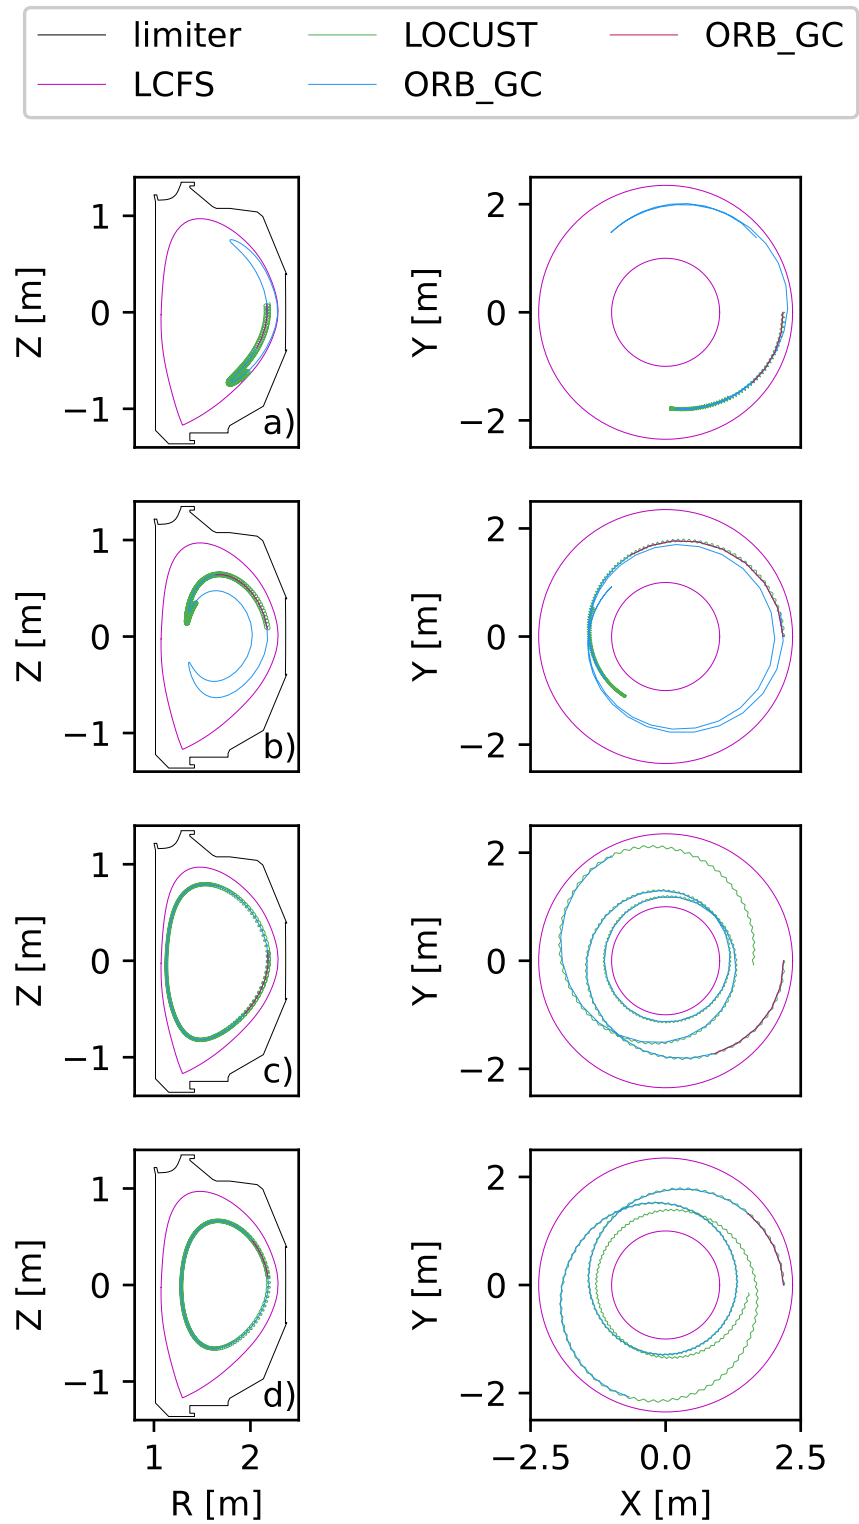 limiter LOCUST ORB_GC
LCFS ORB_GC
1
0
−1
Z [m]
a)
2
0
−2
Y [m]
1
0
−1
Z [m]
b)
2
0
−2
Y [m]
1
0
−1
Z [m]
c)
2
0
−2
Y [m]
1
0
−1
Z [m]
d)
2
0
−2
Y [m]
1 2
R [m]
−2.5 0.0 2.5
X [m]